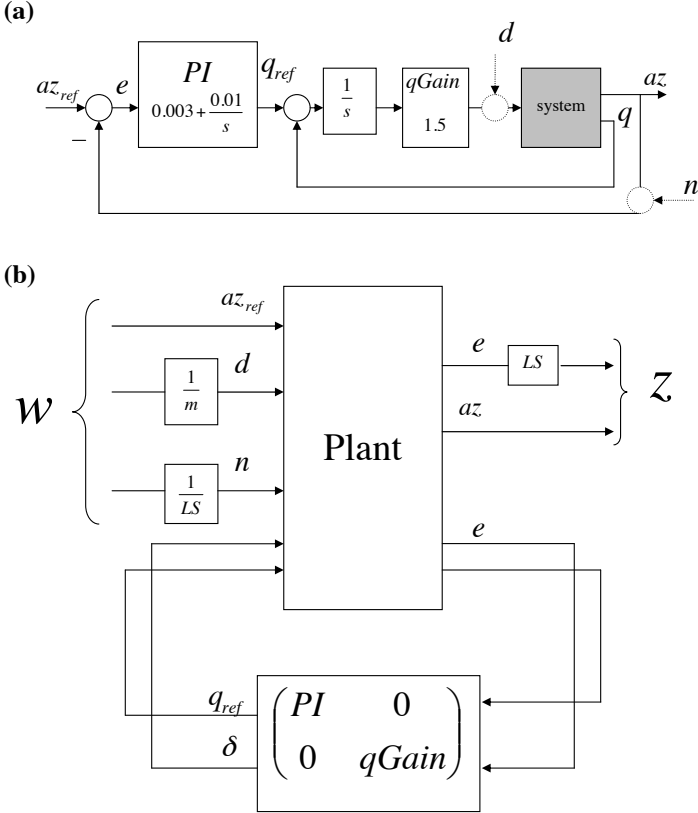 (a)
az_ref
e
PI
0.003 + 0.01/s
q_ref
1/s
qGain
1.5
d
system
az
q
−
n
(b)
az_ref
w
1/m
d
1/LS
n
Plant
e
LS
az
z
e
q_ref
δ
(PI 0
0 qGain)